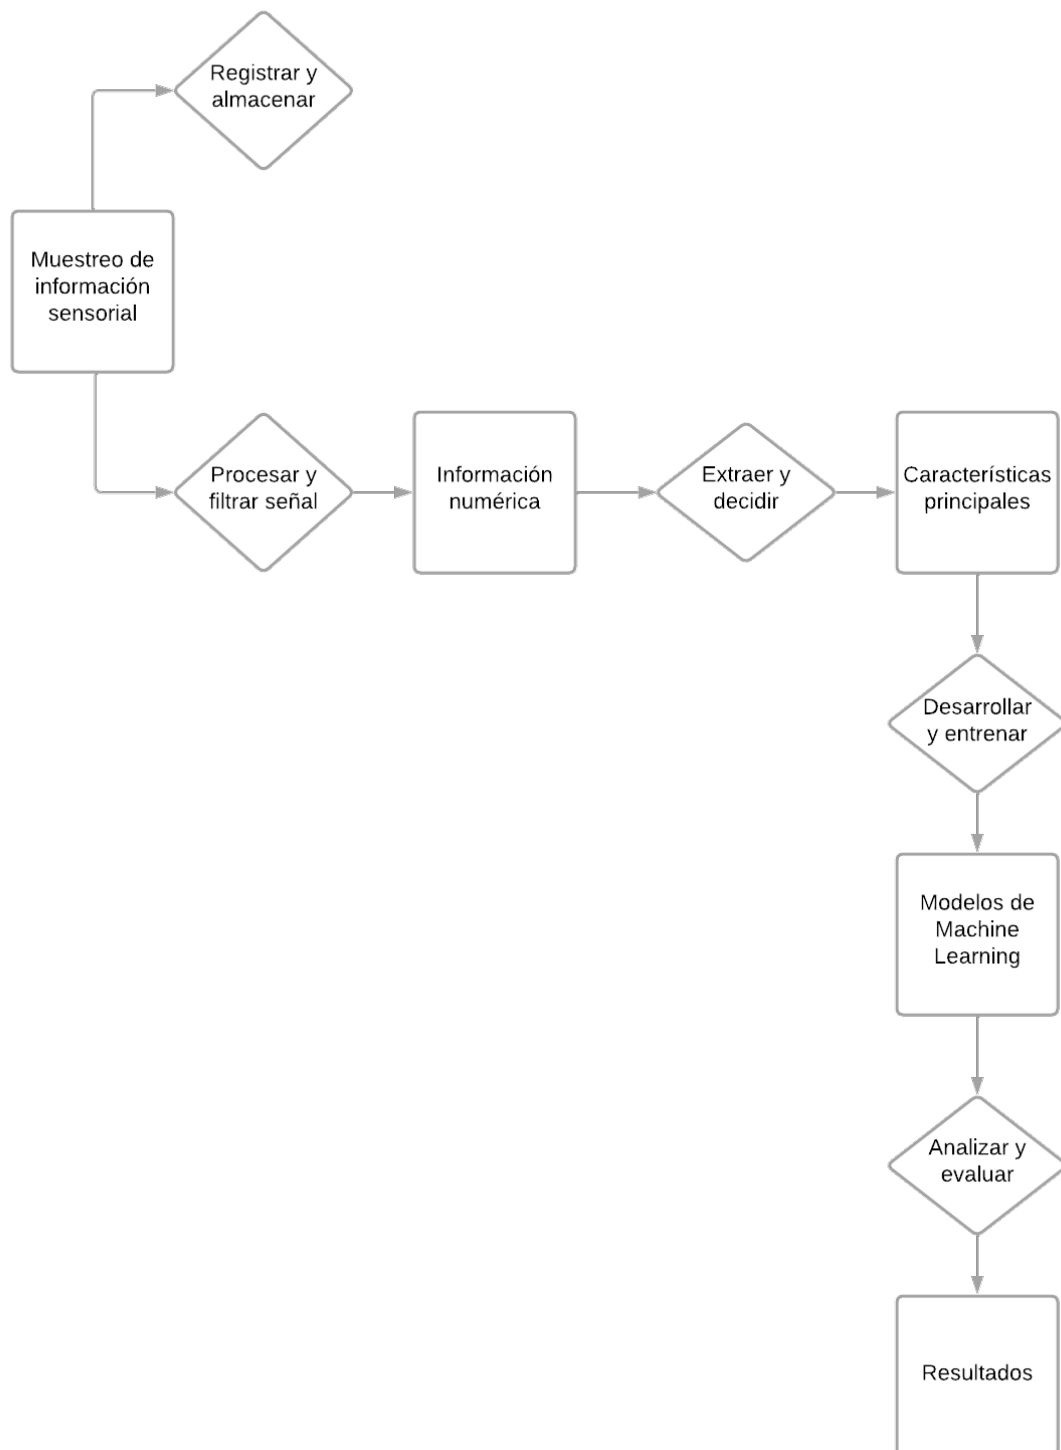 Registrar y
almacenar
Muestreo de
información
sensorial
Procesar y
filtrar señal
Información
numérica
Extraer y
decidir
Característísticas
principales
Desarrollar
y entrenar
Modelos de
Machine
Learning
Analizar y
evaluar
Resultados